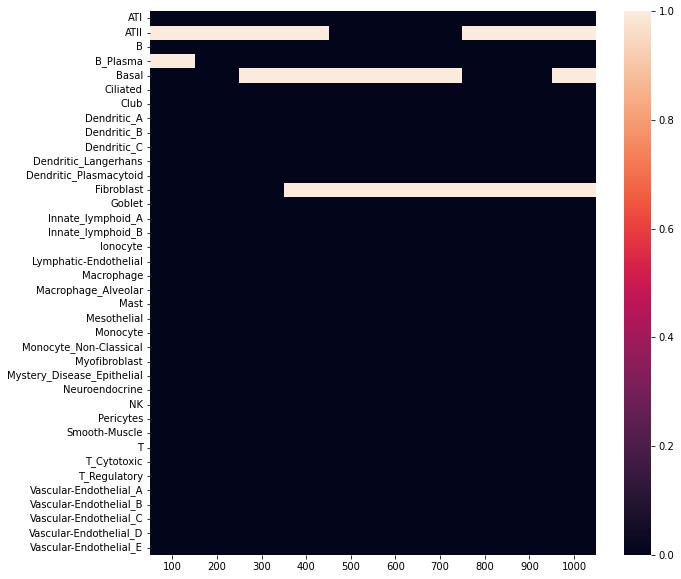 ATI
ATII
B
B_Plasma
Basal
Ciliated
Club
Dendritic_A
Dendritic_B
Dendritic_C
Dendritic_Langerhans
Dendritic_Plasmacytoid
Fibroblast
Goblet
Innate_lymphoid_A
Innate_lymphoid_B
Ionocyte
Lymphatic-Endothelial
Macrophage
Macrophage_Alveolar
Mast
Mesothelial
Monocyte
Monocyte_Non-Classical
Myofibroblast
Mystery_Disease_Epithelial
Neuroendocrine
NK
Pericytes
Smooth-Muscle
T
T_Cytotoxic
T_Regulatory
Vascular-Endothelial_A
Vascular-Endothelial_B
Vascular-Endothelial_C
Vascular-Endothelial_D
Vascular-Endothelial_E
100 200 300 400 500 600 700 800 900 1000
1.0
0.8
0.6
0.4
0.2
0.0